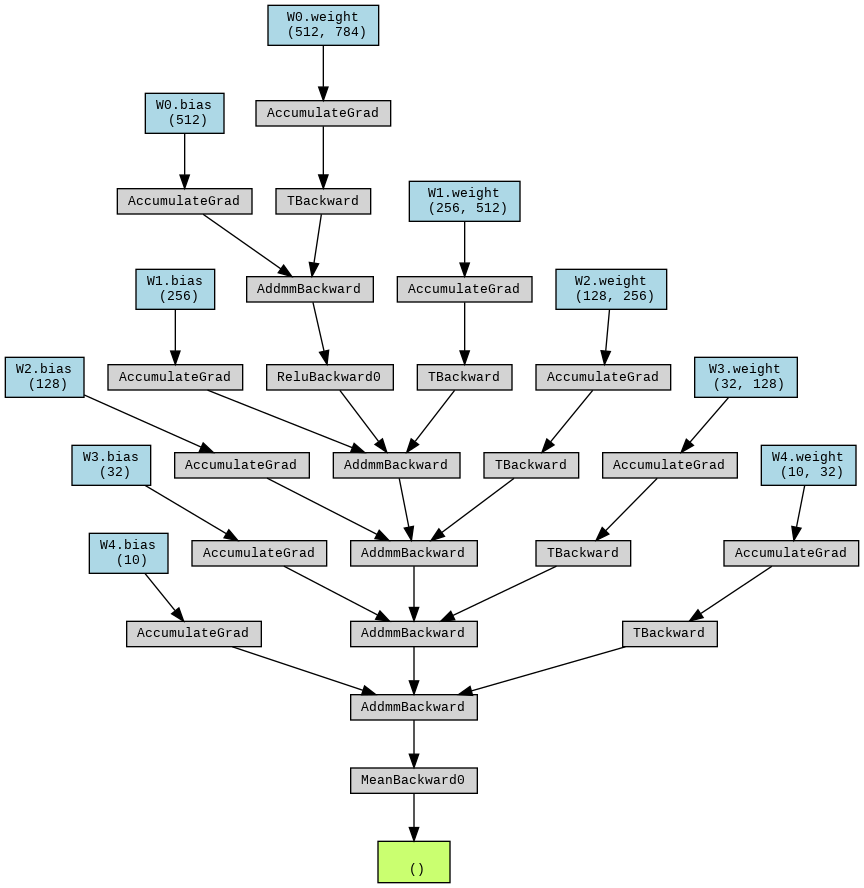 W0.weight
(512, 784)
W0.bias
(512)
AccumulateGrad
AccumulateGrad
TBackward
W1.weight
(256, 512)
W1.bias
(256)
AddmmBackward
AccumulateGrad
W2.weight
(128, 256)
W2.bias
(128)
AccumulateGrad
ReluBackward0
TBackward
AccumulateGrad
W3.weight
(32, 128)
W3.bias
(32)
AccumulateGrad
AddmmBackward
TBackward
AccumulateGrad
W4.weight
(10, 32)
W4.bias
(10)
AccumulateGrad
AddmmBackward
TBackward
AccumulateGrad
AccumulateGrad
AddmmBackward
TBackward
AddmmBackward
MeanBackward0
()